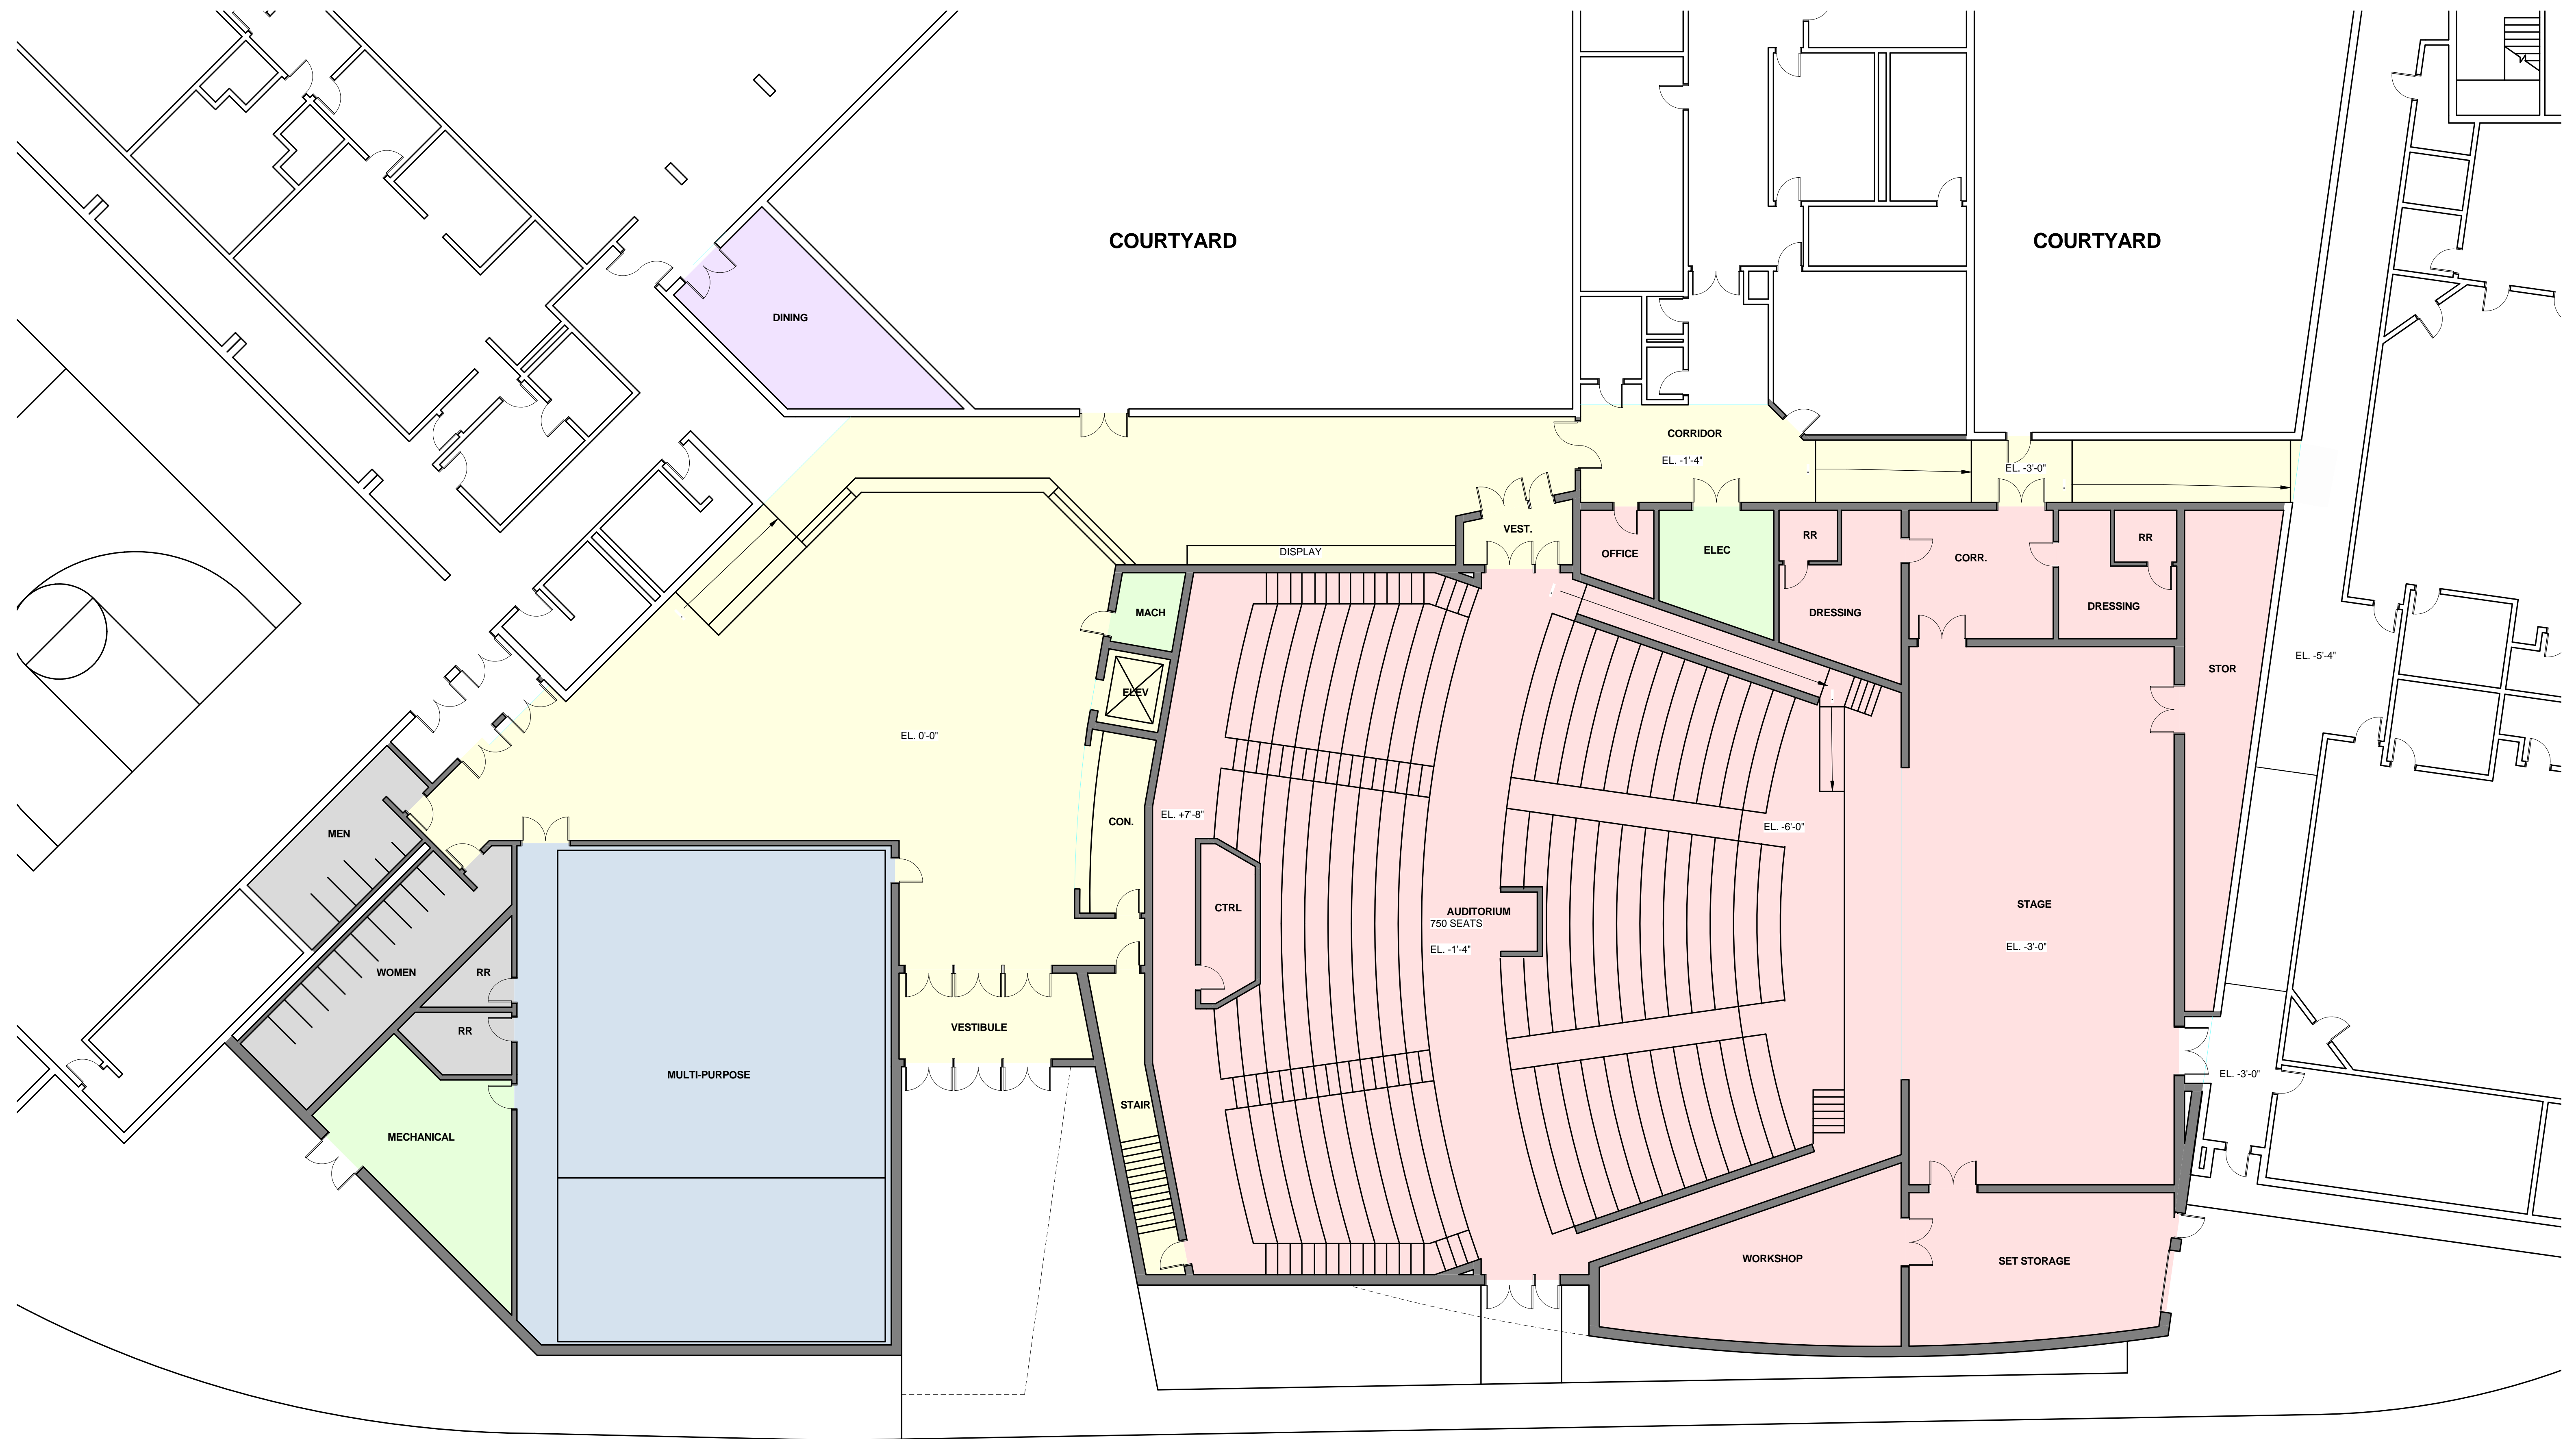 COURTYARD
COURTYARD
DINING
CORRIDOR
EL. -1'-4"
EL. -3'-0"
VEST.
DISPLAY
OFFICE
ELEC
RR
RR
CORR.
MACH
DRESSING
DRESSING
EL. -5'-4"
STOR
ELEV
EL. 0'-0"
EL. +7'-8"
CON.
EL. -6'-0"
MEN
CTRL
AUDITORIUM
750 SEATS
EL. -1'-4"
STAGE
EL. -3'-0"
WOMEN
RR
RR
VESTIBULE
MULTI-PURPOSE
EL. -3'-0"
STAIR
MECHANICAL
WORKSHOP
SET STORAGE